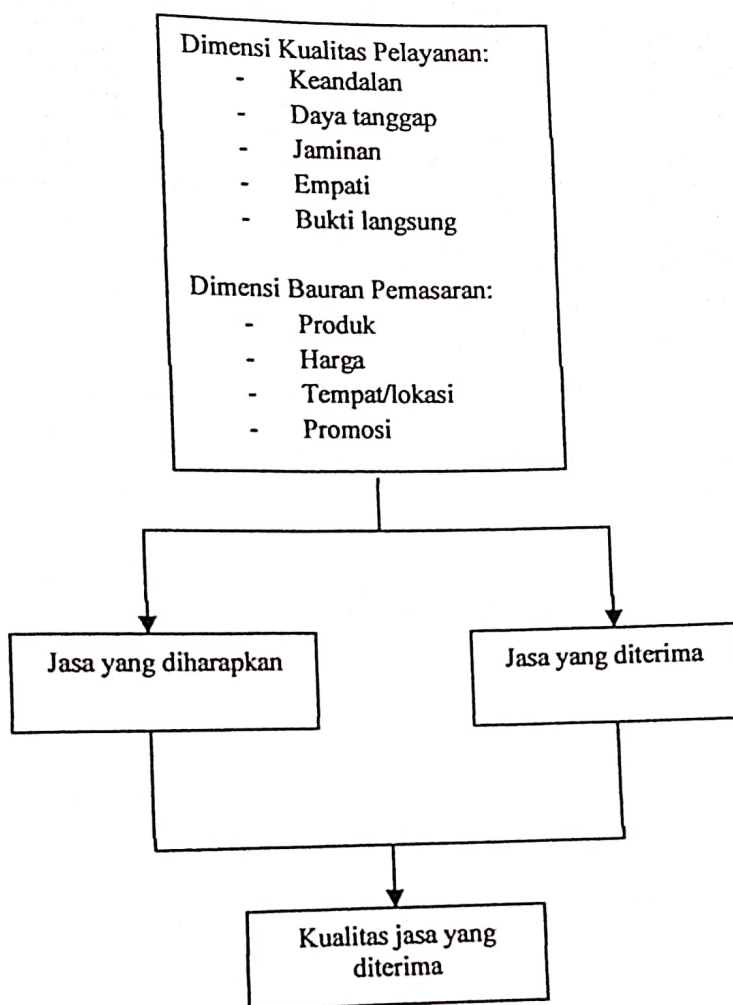 Dimensi Kualitas Pelayanan:
- Keandalan
- Daya tanggap
- Jaminan
- Empati
- Bukti langsung
Dimensi Bauran Pemasaran:
- Produk
- Harga
- Tempat/lokasi
- Promosi
Jasa yang diharapkan
Jasa yang diterima
Kualitas jasa yang
diterima